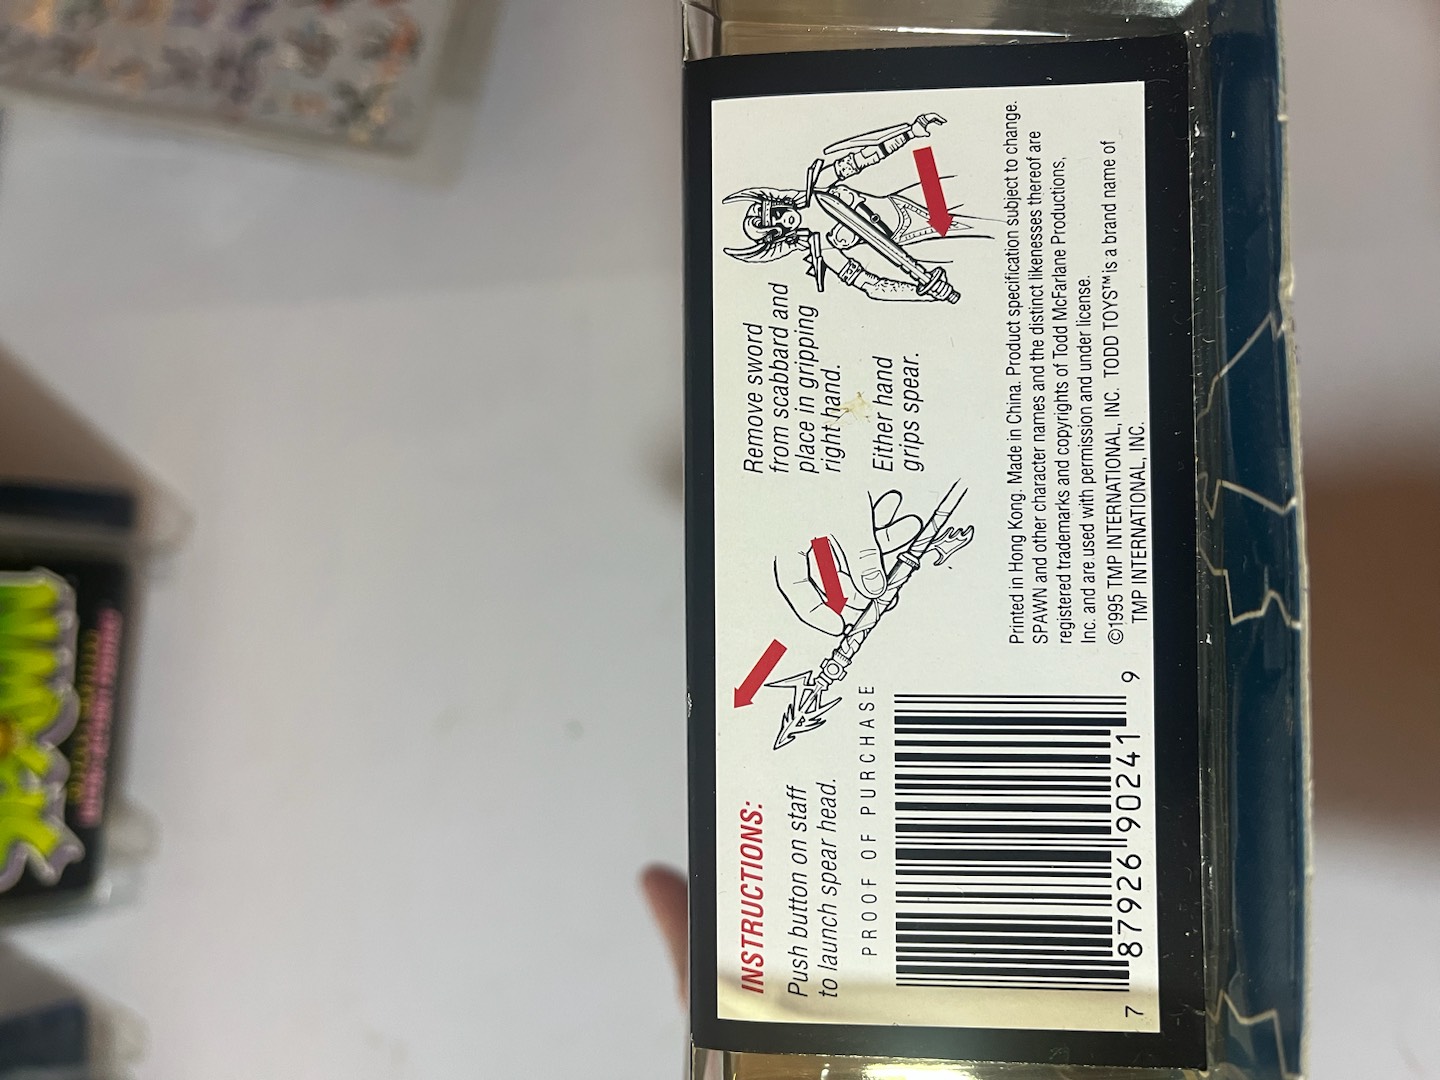 INSTRUCTIONS:
Push button on staff
to launch spear head.
Remove sword
from scabbard and
place in gripping
right hand.
Either hand
grips spear.
PROOF OF PURCHASE
7 87926 90241 9
Printed in Hong Kong. Made in China. Product specification subject to change.
SPAWN and other character names and the distinct likenesses thereof are
registered trademarks and copyrights of Todd McFarlane Productions,
Inc. and are used with permission and under license.
©1995 TMP INTERNATIONAL, INC. TODD TOYS™ is a brand name of
TMP INTERNATIONAL, INC.